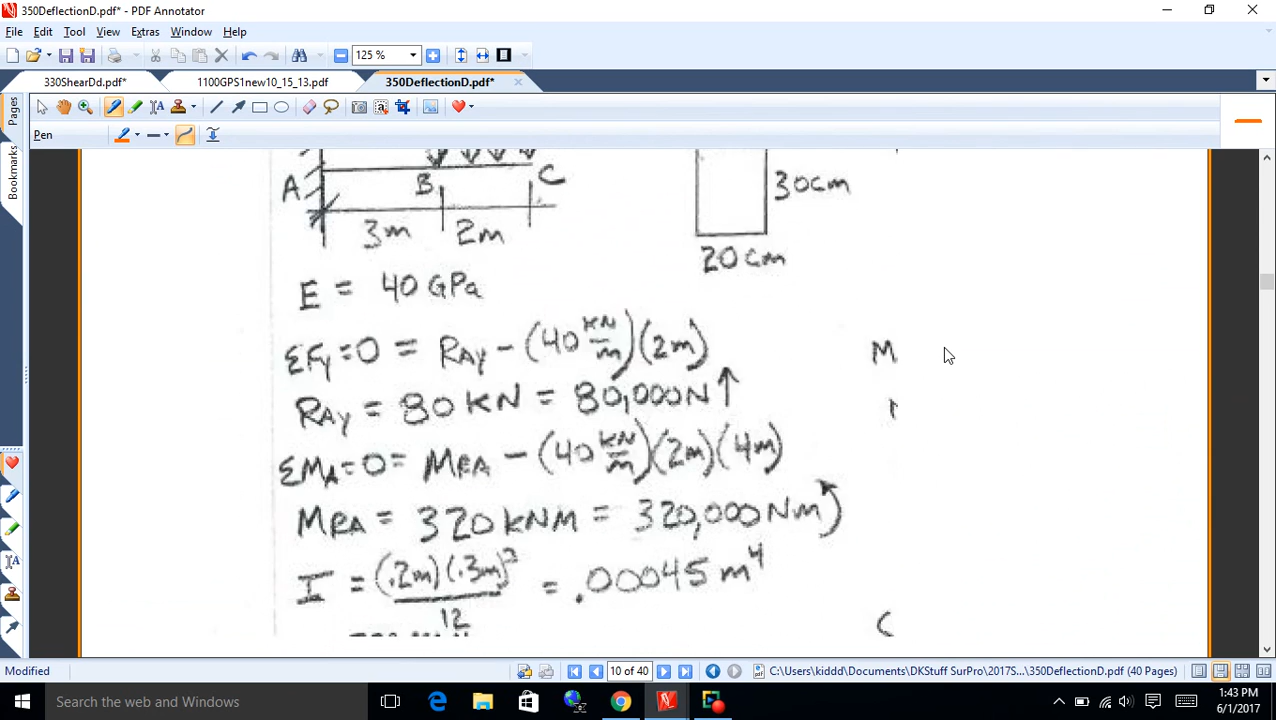 350DeflectionD.pdf* - PDF Annotator
File Edit Tool View Extras Window Help
125 %
330ShearDd.pdf* 1100GPS1new10_15_13.pdf 350DeflectionD.pdf*
Pen
Pages
Bookmarks
A B C
30cm
3m 2m
20cm
E = 40 GPa
ΣFy=0 = RAy - (40 kN/m)(2m)
M
RAy = 80 KN = 80,000N↑
ΣMA=0= MRA - (40 kN/m)(2m)(4m)
MRA = 320 kNm = 320,000Nm
I = (.2m)(.3m)³/12 = .00045 m⁴
Modified
10 of 40
C:\Users\kiddd\Documents\DKStuff SurPro\2017S...\350DeflectionD.pdf (40 Pages)
Search the web and Windows
1:43 PM
6/1/2017